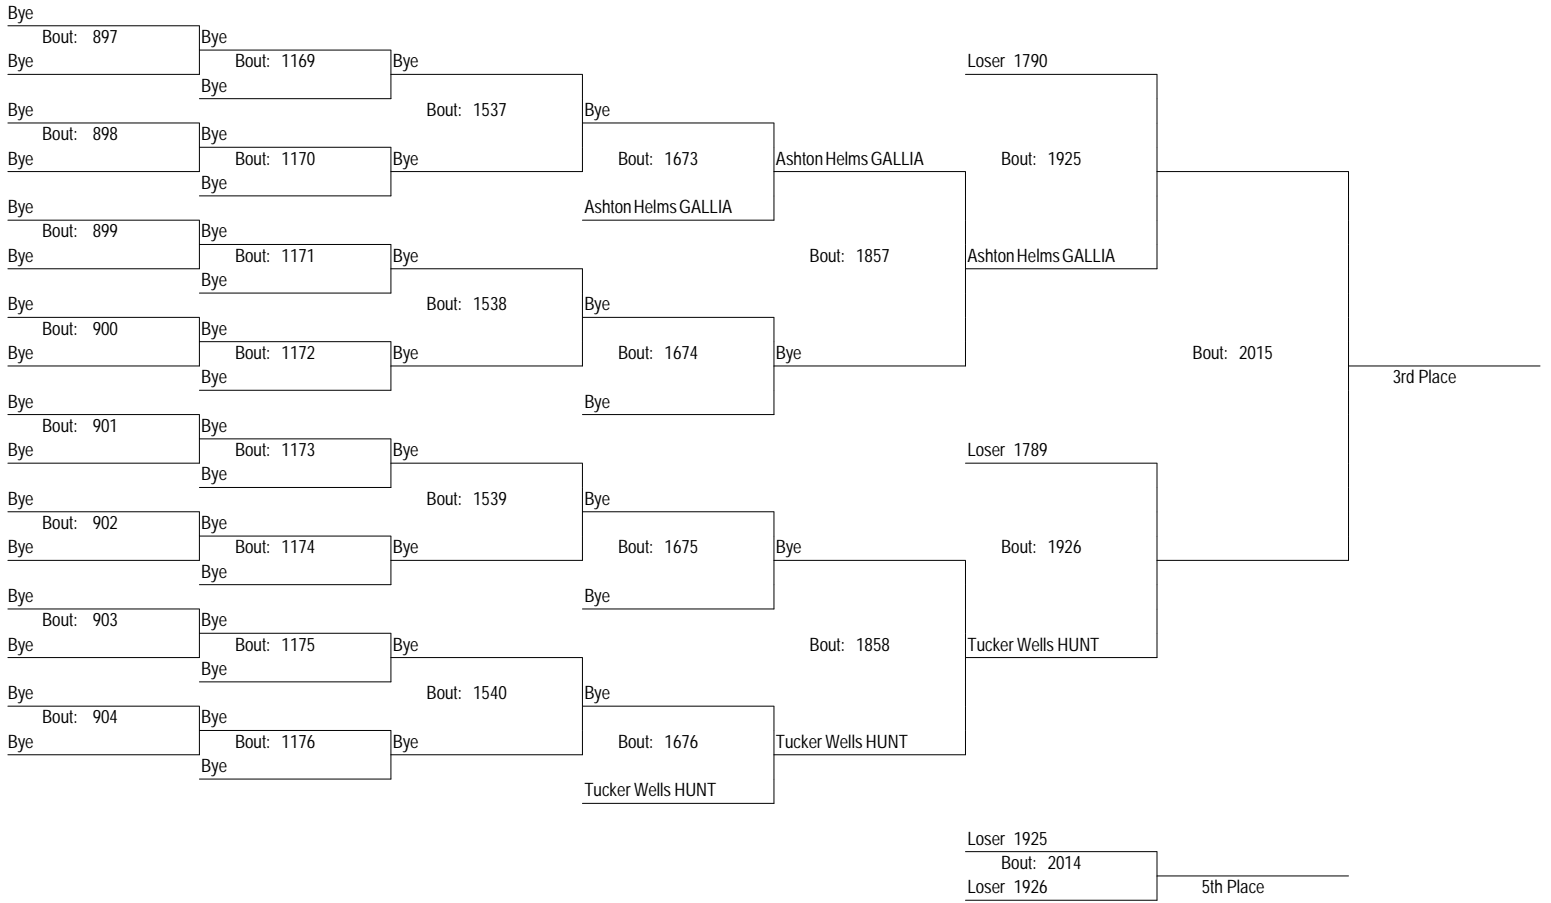 Bye
Bout: 897 Bye
Bye Bout: 1169 Bye Loser 1790
Bye
Bye Bout: 1537 Bye
Bout: 898 Bye
Bye Bout: 1170 Bye Bout: 1673 Ashton Helms GALLIA Bout: 1925
Bye
Bye Ashton Helms GALLIA
Bout: 899 Bye
Bye Bout: 1171 Bye Bout: 1857 Ashton Helms GALLIA
Bye
Bye Bout: 1538 Bye
Bout: 900 Bye
Bye Bout: 1172 Bye Bout: 1674 Bye Bout: 2015
3rd Place
Bye
Bye Bye
Bout: 901 Bye
Bye Bout: 1173 Bye Loser 1789
Bye
Bye Bout: 1539 Bye
Bout: 902 Bye
Bye Bout: 1174 Bye Bout: 1675 Bye Bout: 1926
Bye
Bye Bye
Bout: 903 Bye
Bye Bout: 1175 Bye Bout: 1858 Tucker Wells HUNT
Bye
Bye Bout: 1540 Bye
Bout: 904 Bye
Bye Bout: 1176 Bye Bout: 1676 Tucker Wells HUNT
Bye
Tucker Wells HUNT
Loser 1925
Bout: 2014
Loser 1926 5th Place